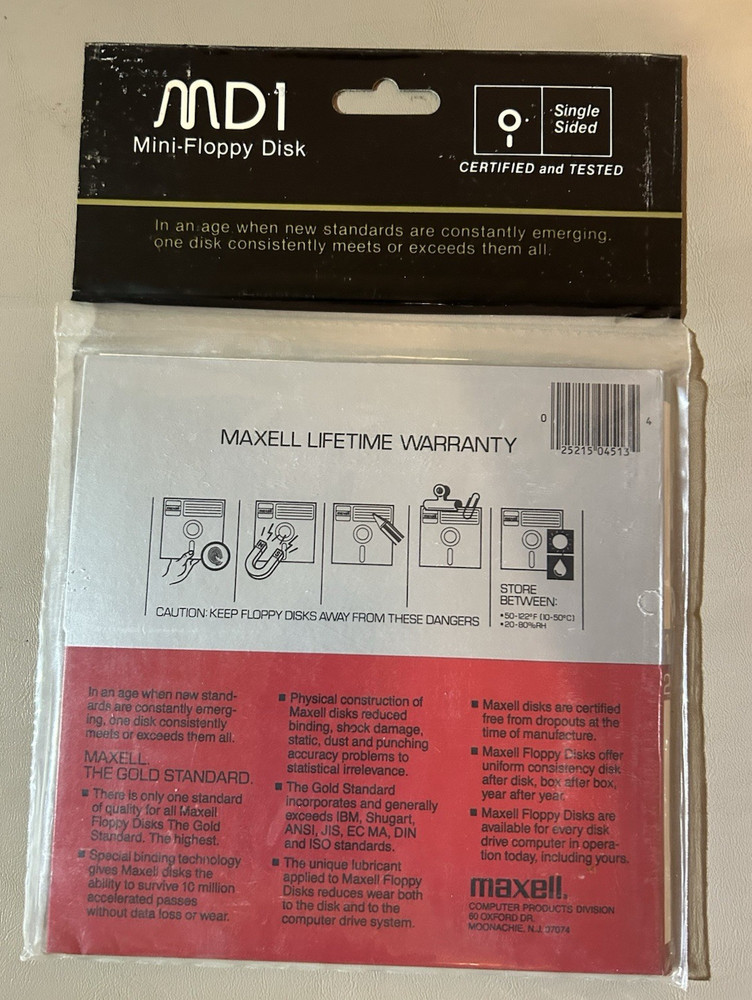 MD1
Mini-Floppy Disk
Single
Sided
CERTIFIED and TESTED
In an age when new standards are constantly emerging.
one disk consistently meets or exceeds them all.
MAXELL LIFETIME WARRANTY
0 25215 04513 4
CAUTION: KEEP FLOPPY DISKS AWAY FROM THESE DANGERS
STORE
BETWEEN:
•50-122°F (10-50°C)
•20-80%RH
In an age when new stand-
ards are constantly emerg-
ing, one disk consistently
meets or exceeds them all.
MAXELL.
THE GOLD STANDARD.
■ There is only one standard
of quality for all Maxell
Floppy Disks The Gold
Standard. The highest.
■ Special binding technology
gives Maxell disks the
ability to survive 10 million
accelerated passes
without data loss or wear.
■ Physical construction of
Maxell disks reduced
binding, shock damage,
static, dust and punching
accuracy problems to
statistical irrelevance.
■ The Gold Standard
incorporates and generally
exceeds IBM, Shugart,
ANSI, JIS, EC MA, DIN
and ISO standards.
■ The unique lubricant
applied to Maxell Floppy
Disks reduces wear both
to the disk and to the
computer drive system.
■ Maxell disks are certified
free from dropouts at the
time of manufacture.
■ Maxell Floppy Disks offer
uniform consistency disk
after disk, box after box,
year after year.
■ Maxell Floppy Disks are
available for every disk
drive computer in opera-
tion today, including yours.
maxell.
COMPUTER PRODUCTS DIVISION
60 OXFORD DR.
MOONACHIE, N.J. 07074